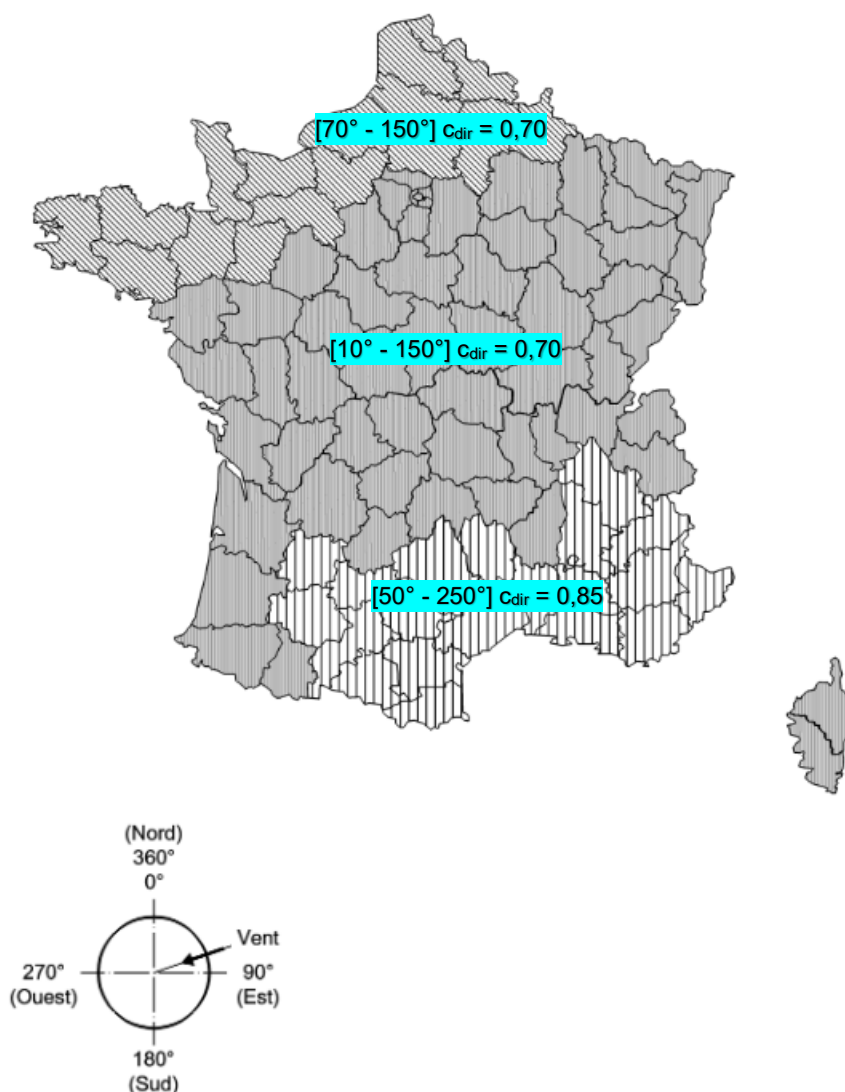 [70° - 150°] cdir = 0,70
[10° - 150°] cdir = 0,70
[50° - 250°] cdir = 0,85
(Nord)
360°
0°
Vent
270°
(Ouest)
90°
(Est)
180°
(Sud)